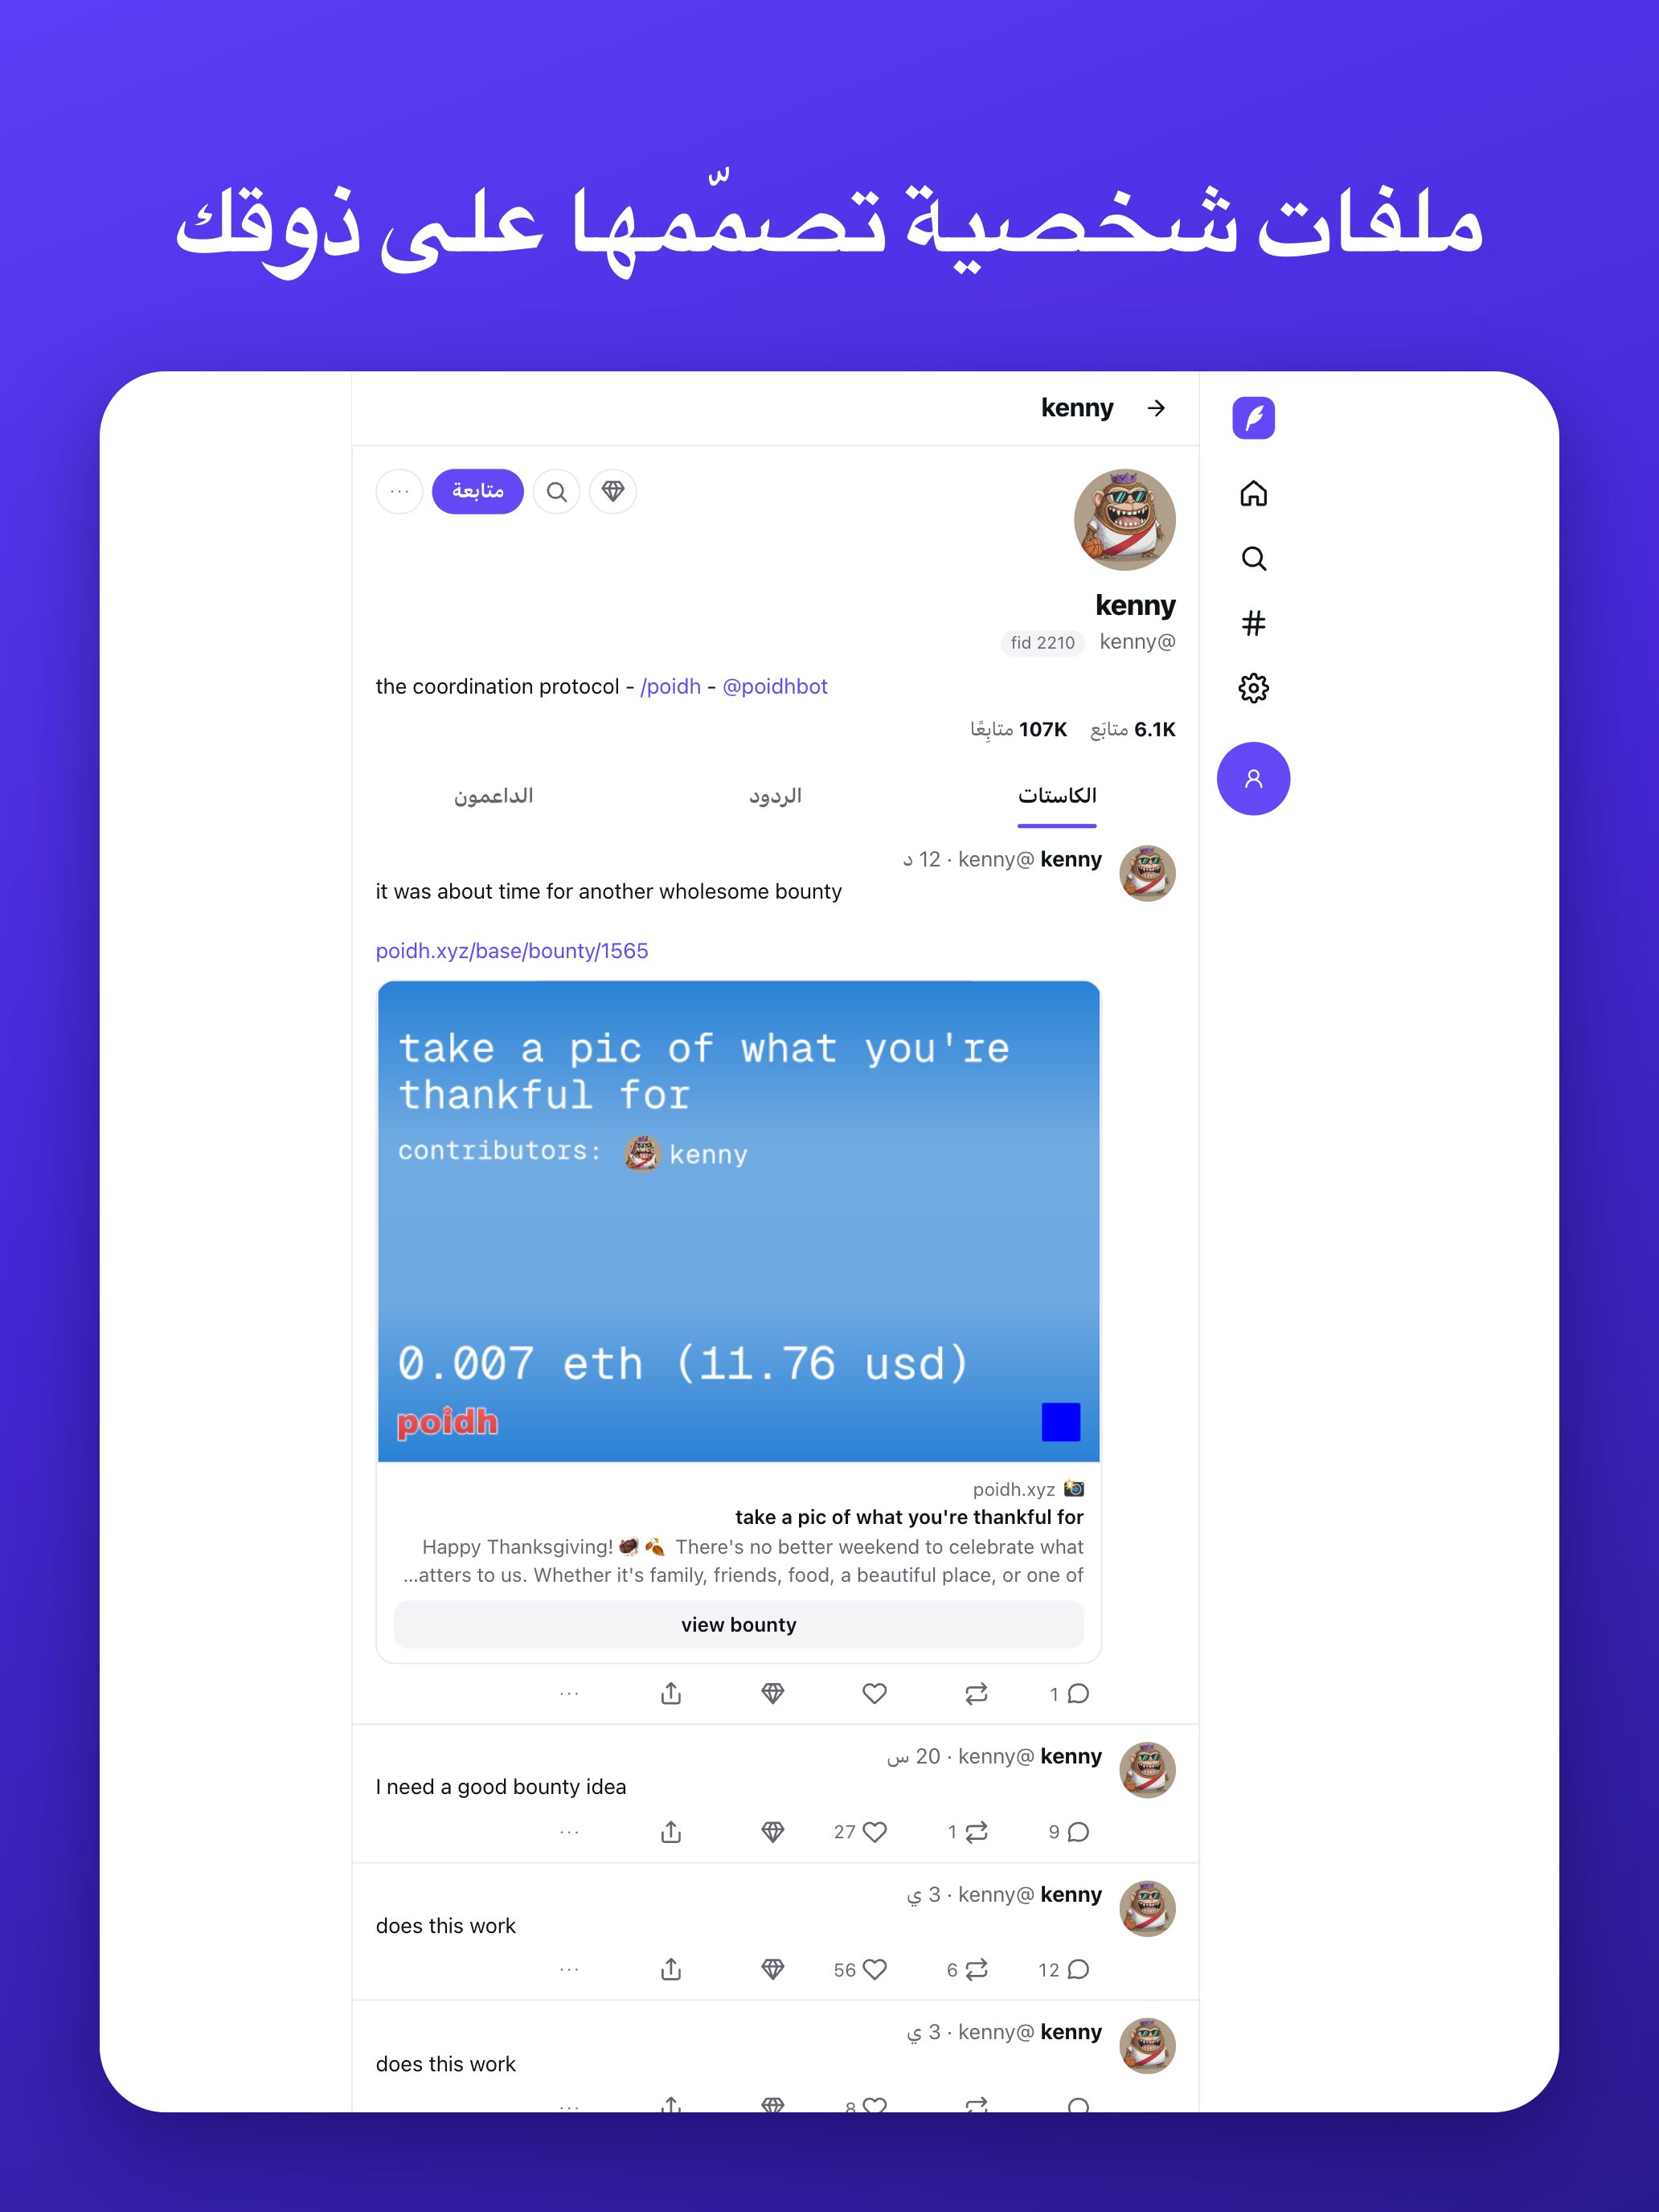 ملفات شخصية تصمّمها على ذوقك
kenny
متابعة
kenny
kenny@ fid 2210
the coordination protocol - /poidh - @poidhbot
6.1K متابَع 107K متابِعًا
الكاستات الردود الداعمون
kenny kenny@ · 12 د
it was about time for another wholesome bounty
poidh.xyz/base/bounty/1565
take a pic of what you're
thankful for
contributors: kenny
0.007 eth (11.76 usd)
poidh
poidh.xyz
take a pic of what you're thankful for
Happy Thanksgiving! 🦃 🍂 There's no better weekend to celebrate what
...atters to us. Whether it's family, friends, food, a beautiful place, or one of
view bounty
1
kenny kenny@ · 20 س
I need a good bounty idea
9 1 27
kenny kenny@ · 3 ي
does this work
12 6 56
kenny kenny@ · 3 ي
does this work
8